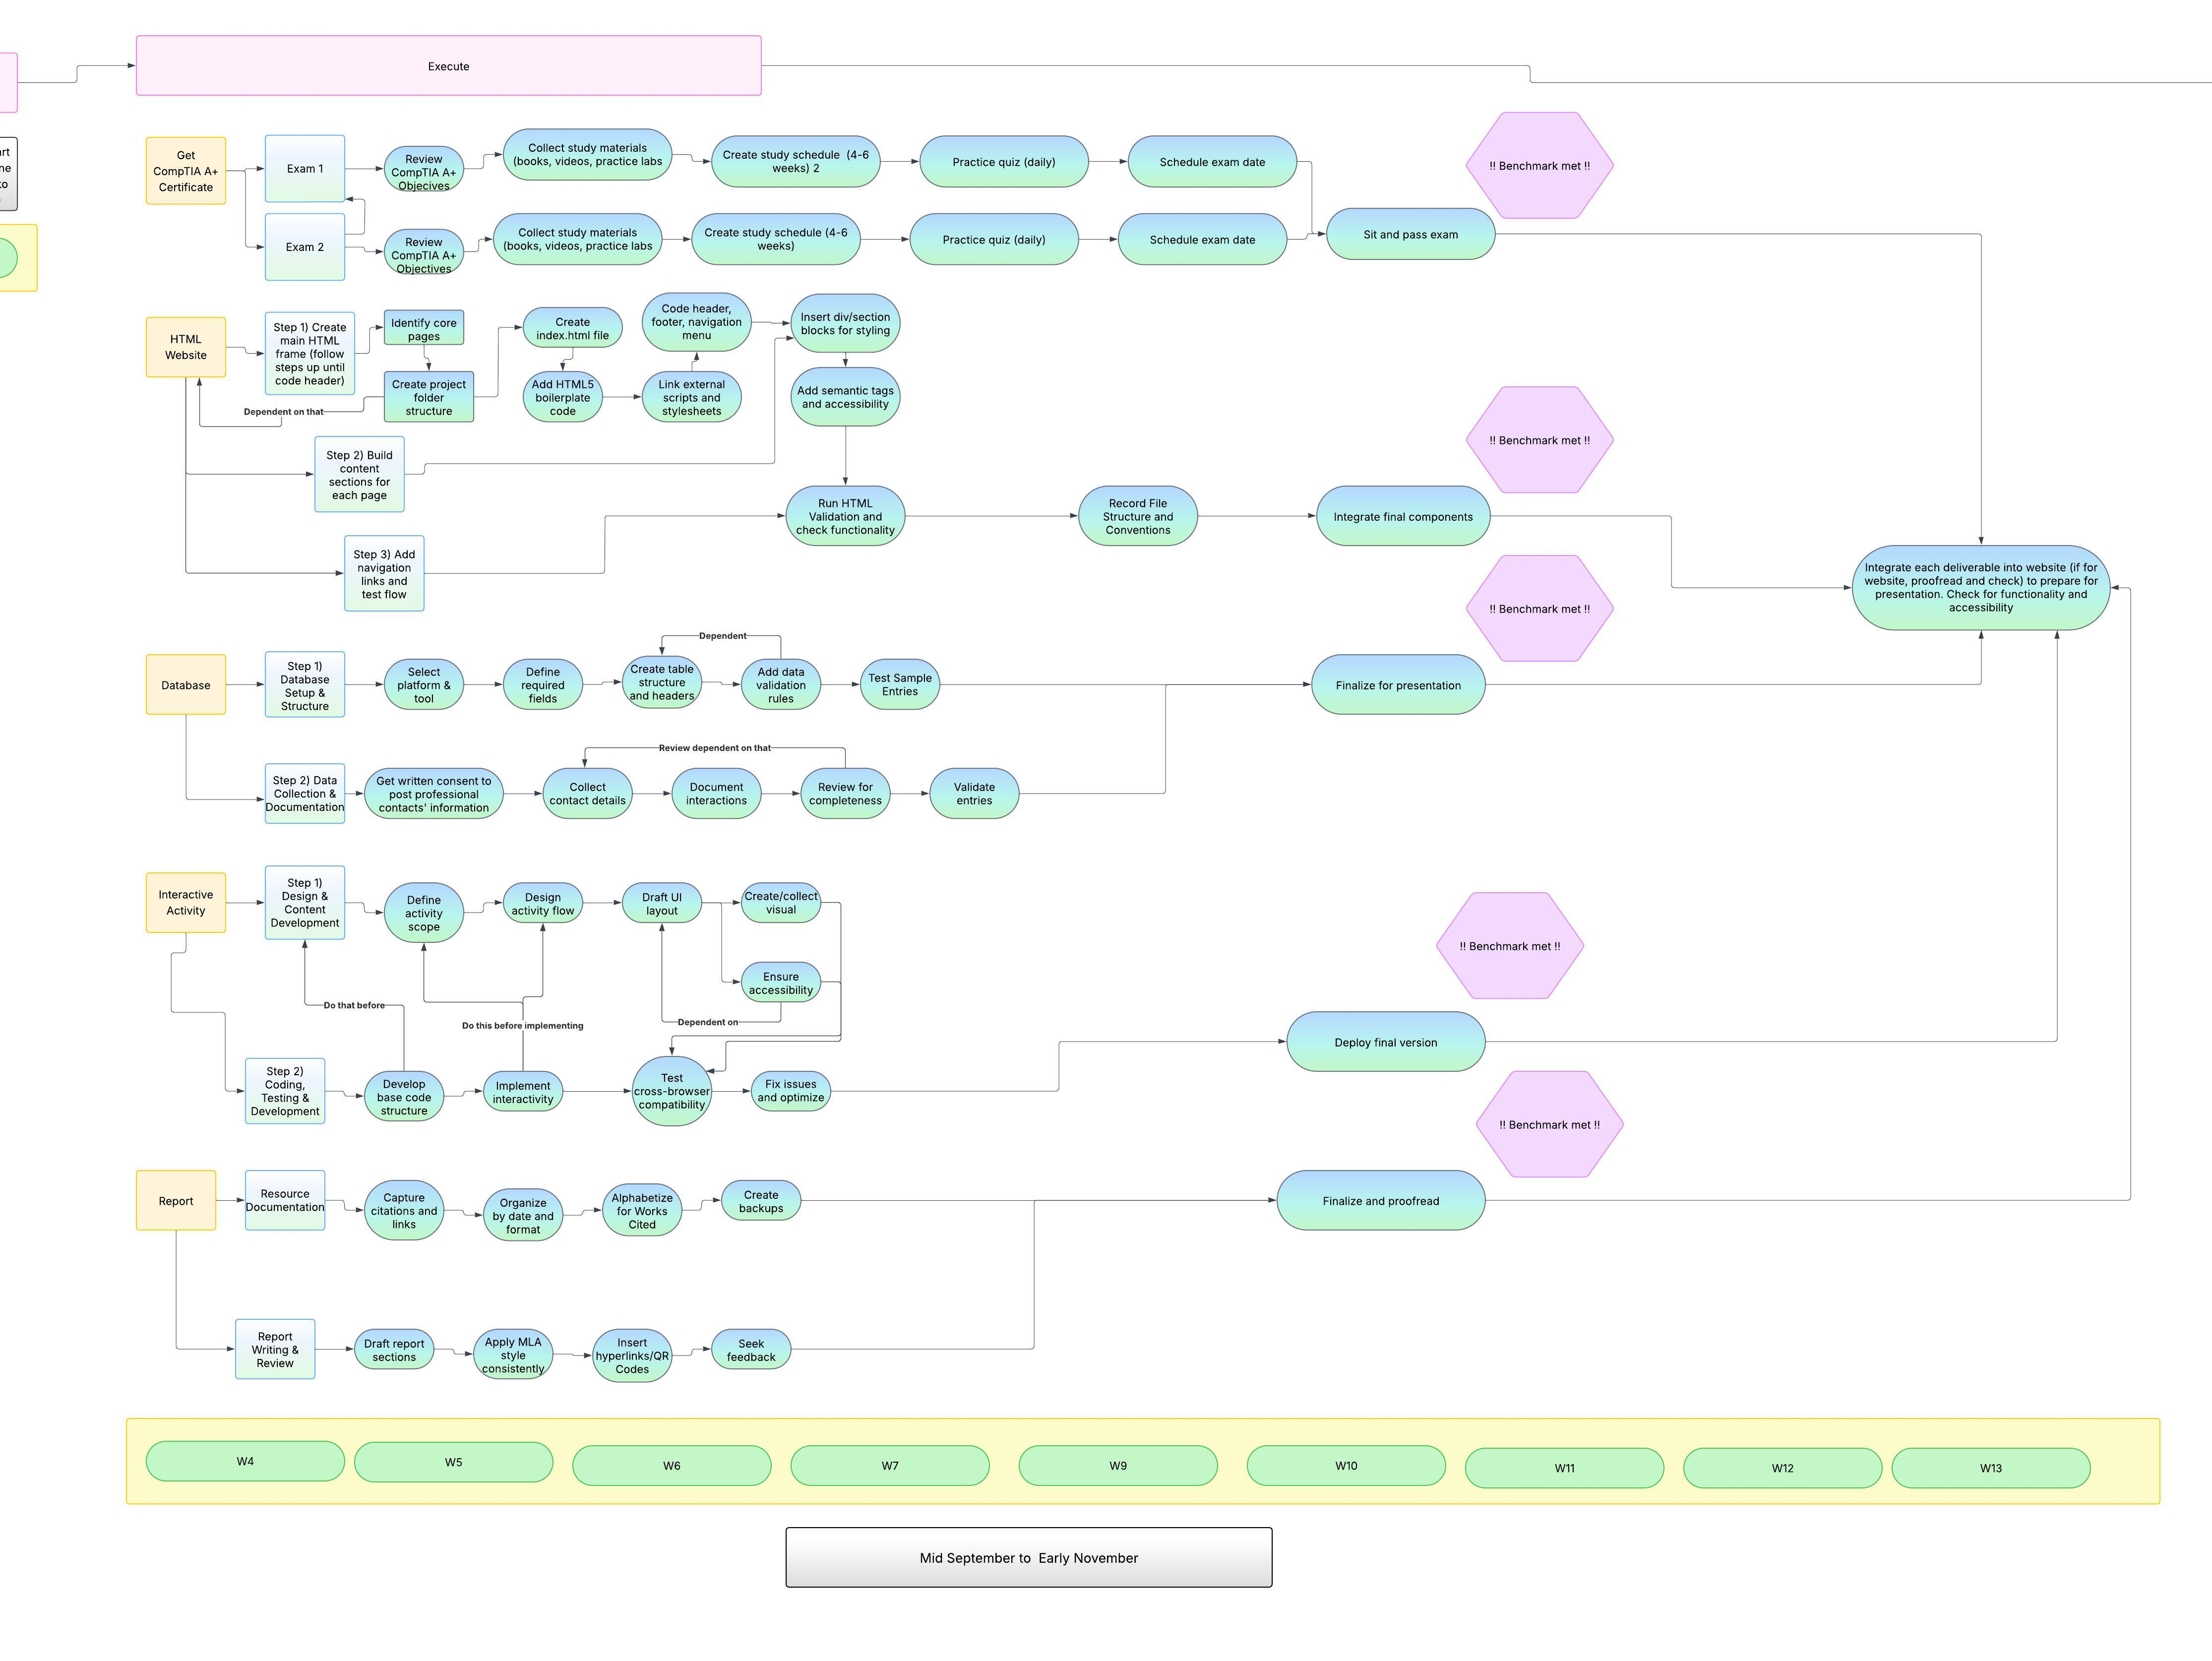 Execute
art
ne
to
Get
CompTIA A+
Certificate
Exam 1
Review
CompTIA A+
Objecives
Collect study materials
(books, videos, practice labs
Create study schedule (4-6
weeks) 2
Practice quiz (daily)
Schedule exam date
!! Benchmark met !!
Exam 2
Review
CompTIA A+
Objectives
Collect study materials
(books, videos, practice labs
Create study schedule (4-6
weeks)
Practice quiz (daily)
Schedule exam date
Sit and pass exam
HTML
Website
Step 1) Create
main HTML
frame (follow
steps up until
code header)
Identify core
pages
Create project
folder
structure
Dependent on that
Create
index.html file
Add HTML5
boilerplate
code
Code header,
footer, navigation
menu
Link external
scripts and
stylesheets
Insert div/section
blocks for styling
Add semantic tags
and accessibility
Step 2) Build
content
sections for
each page
!! Benchmark met !!
Step 3) Add
navigation
links and
test flow
Run HTML
Validation and
check functionality
Record File
Structure and
Conventions
Integrate final components
Integrate each deliverable into website (if for
website, proofread and check) to prepare for
presentation. Check for functionality and
accessibility
!! Benchmark met !!
Database
Step 1)
Database
Setup &
Structure
Select
platform &
tool
Define
required
fields
Dependent
Create table
structure
and headers
Add data
validation
rules
Test Sample
Entries
Finalize for presentation
Step 2) Data
Collection &
Documentation
Get written consent to
post professional
contacts' information
Review dependent on that
Collect
contact details
Document
interactions
Review for
completeness
Validate
entries
Interactive
Activity
Step 1)
Design &
Content
Development
Define
activity
scope
Design
activity flow
Draft UI
layout
Create/collect
visual
Ensure
accessibility
!! Benchmark met !!
Do that before
Do this before implementing
Dependent on
Step 2)
Coding,
Testing &
Development
Develop
base code
structure
Implement
interactivity
Test
cross-browser
compatibility
Fix issues
and optimize
Deploy final version
!! Benchmark met !!
Report
Resource
Documentation
Capture
citations and
links
Organize
by date and
format
Alphabetize
for Works
Cited
Create
backups
Finalize and proofread
Report
Writing &
Review
Draft report
sections
Apply MLA
style
consistently
Insert
hyperlinks/QR
Codes
Seek
feedback
W4
W5
W6
W7
W9
W10
W11
W12
W13
Mid September to Early November